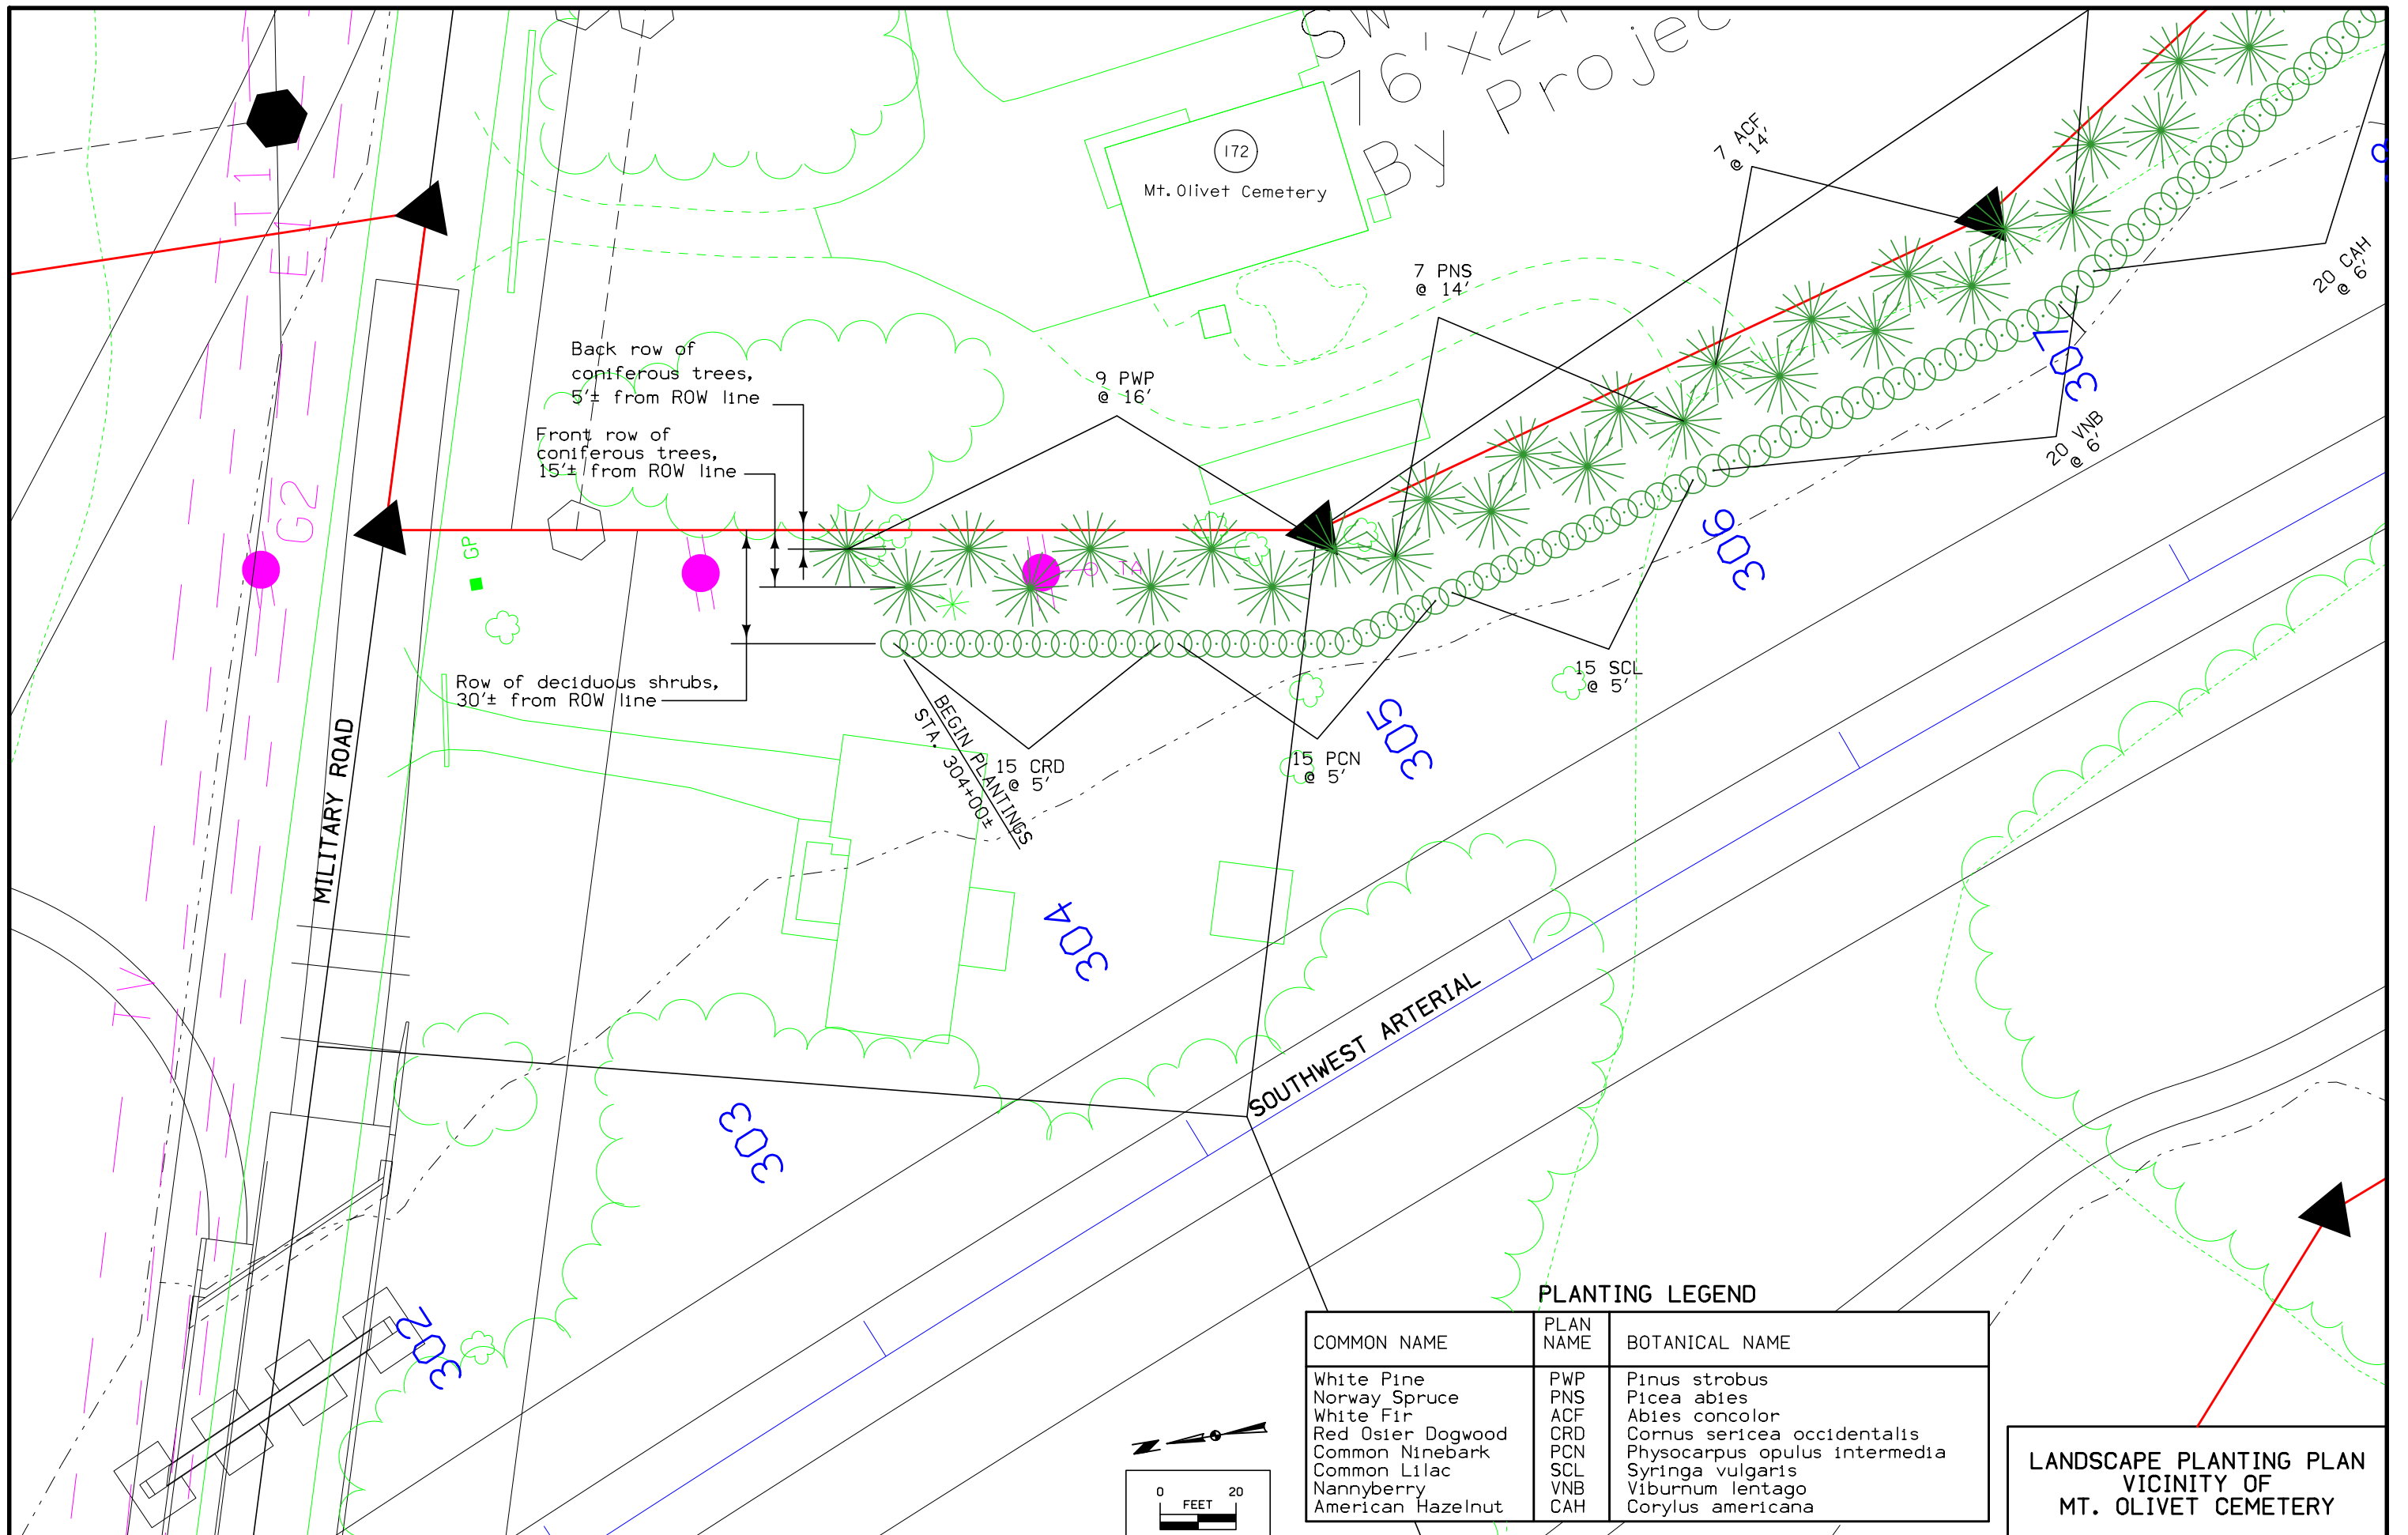 SW
76'x24
By Projec
172
Mt. Olivet Cemetery
7 ACF
@ 14'
7 PNS
@ 14'
20 CAH
@ 6'
Back row of
coniferous trees,
5'± from ROW line
9 PWP
@ 16'
307
Front row of
coniferous trees,
15'± from ROW line
20 VNB
@ 6'
E
T1
G2
GP
TA
306
Row of deciduous shrubs,
30'± from ROW line
15 SCL
@ 5'
BEGIN PLANTINGS
STA. 304+00±
15 CRD
@ 5'
15 PCN
@ 5'
305
MILITARY ROAD
304
TV
SOUTHWEST ARTERIAL
303
302
PLANTING LEGEND
COMMON NAME PLAN NAME BOTANICAL NAME
White Pine PWP Pinus strobus
Norway Spruce PNS Picea abies
White Fir ACF Abies concolor
Red Osier Dogwood CRD Cornus sericea occidentalis
Common Ninebark PCN Physocarpus opulus intermedia
Common Lilac SCL Syringa vulgaris
Nannyberry VNB Viburnum lentago
American Hazelnut CAH Corylus americana
0 20
FEET
LANDSCAPE PLANTING PLAN
VICINITY OF
MT. OLIVET CEMETERY